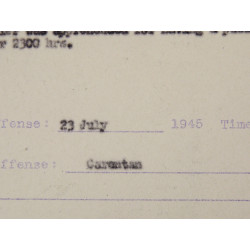 was apprehended for having a
r 2300 hrs.
ffense: 23 July 1945 Time
ffense: Carentan